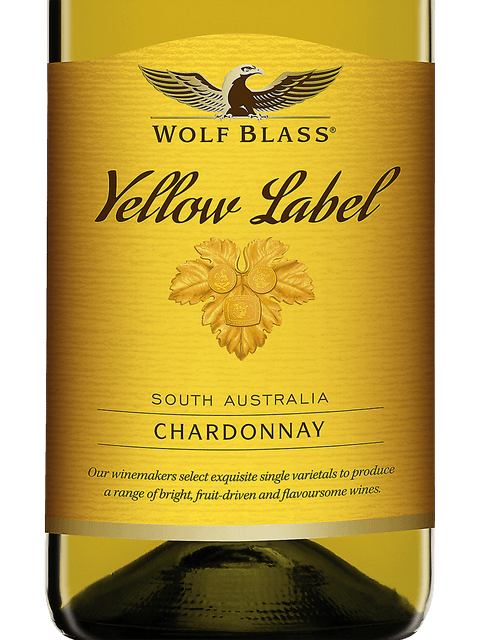 WOLF BLASS®
Yellow Label
SOUTH AUSTRALIA
CHARDONNAY
Our winemakers select exquisite single varietals to produce
a range of bright, fruit-driven and flavoursome wines.